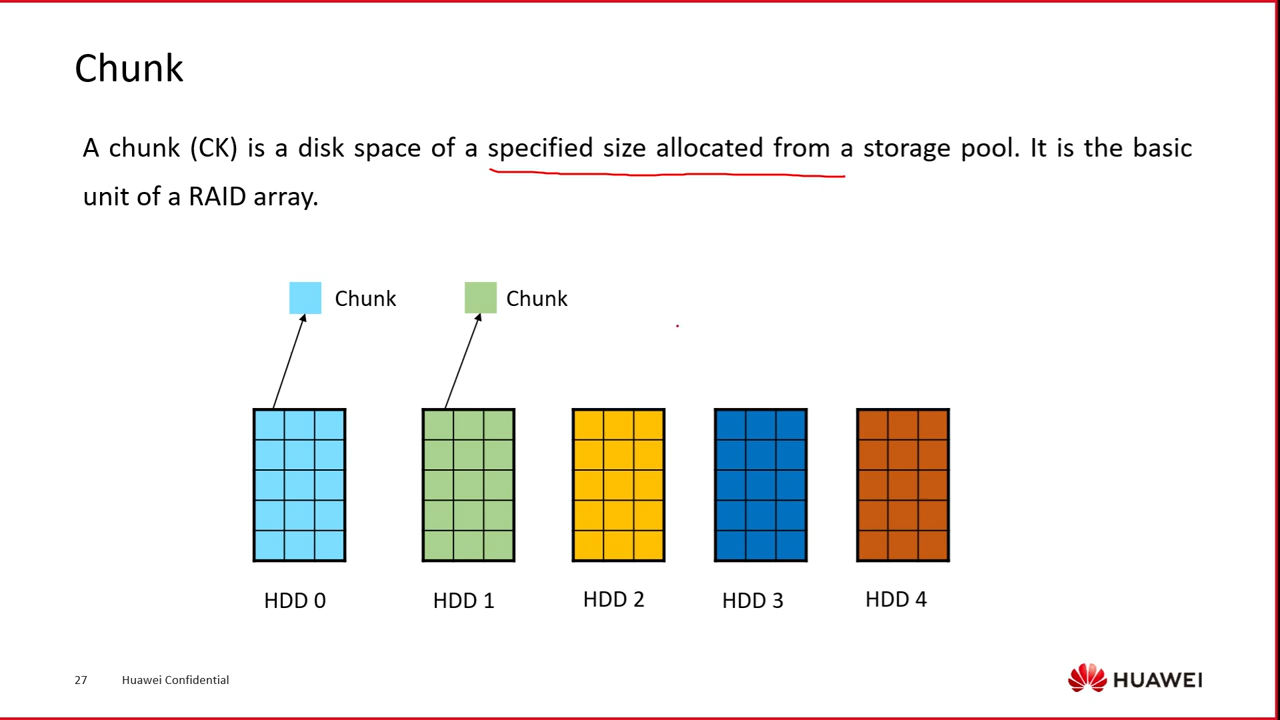 Chunk
A chunk (CK) is a disk space of a specified size allocated from a storage pool. It is the basic
unit of a RAID array.
Chunk
Chunk
HDD 0
HDD 1
HDD 2
HDD 3
HDD 4
27
Huawei Confidential
HUAWEI